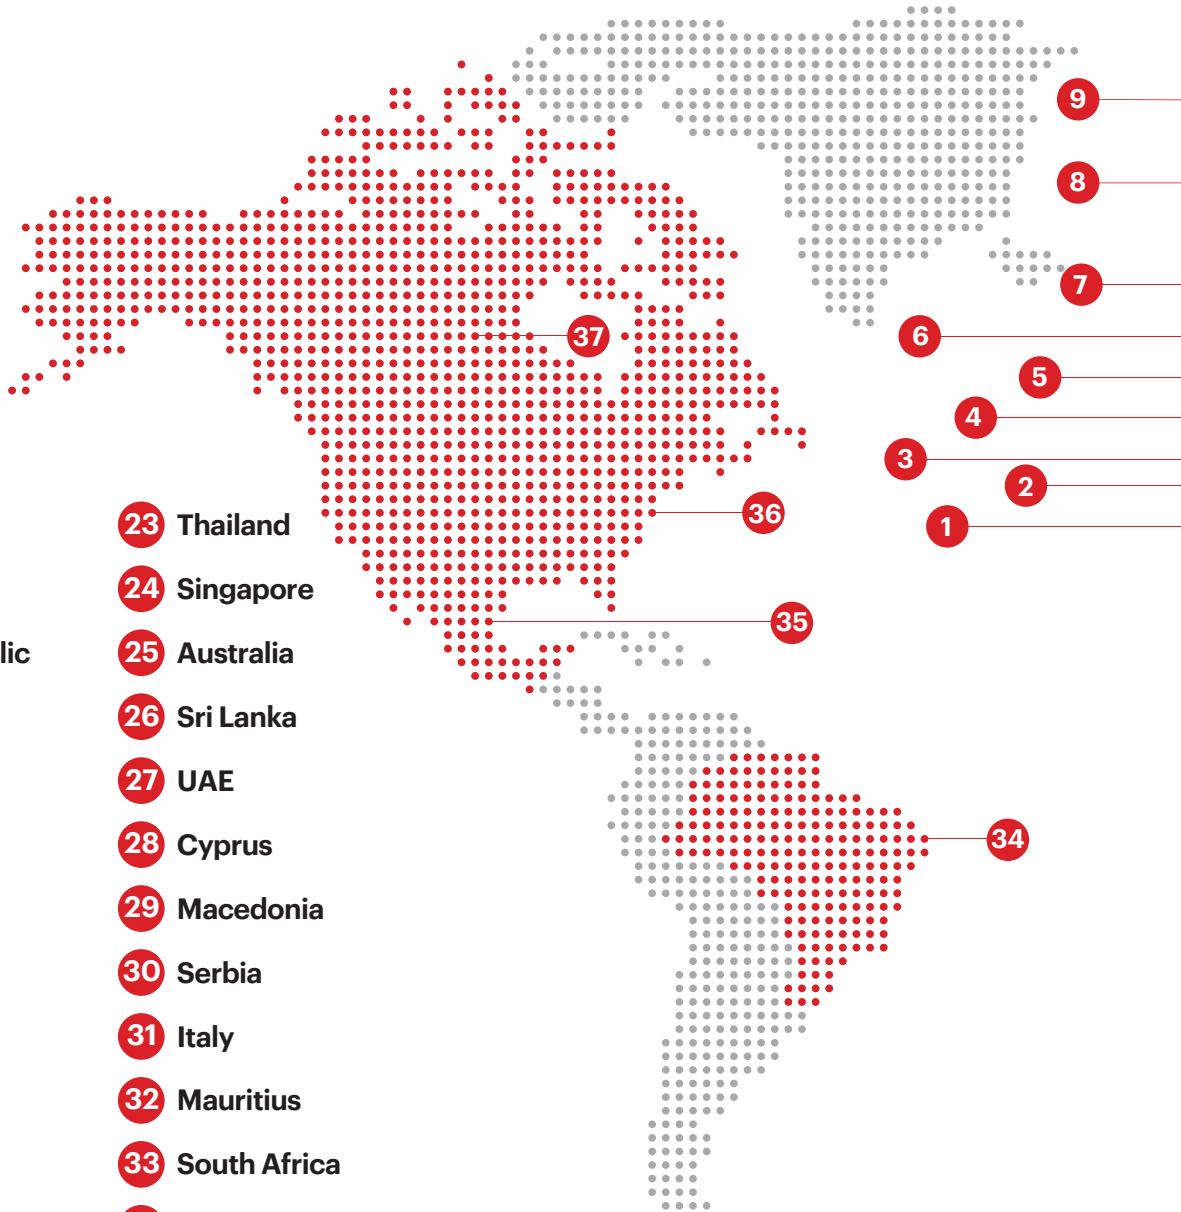 9
8
7
37
6
5
4
3
2
1
36
35
34
lic
23 Thailand
24 Singapore
25 Australia
26 Sri Lanka
27 UAE
28 Cyprus
29 Macedonia
30 Serbia
31 Italy
32 Mauritius
33 South Africa